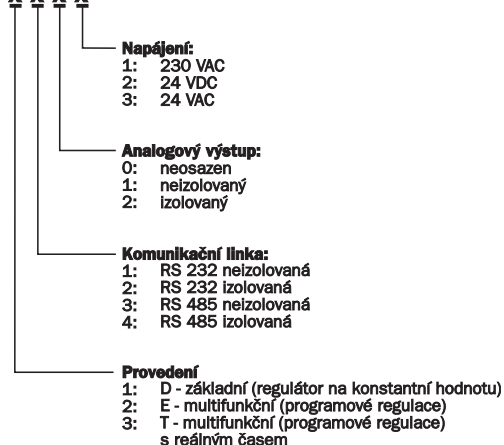 Napájení:
1: 230 VAC
2: 24 VDC
3: 24 VAC
Analogový výstup:
0: neosazen
1: neizolovaný
2: izolovaný
Komunikační linka:
1: RS 232 neizolovaná
2: RS 232 izolovaná
3: RS 485 neizolovaná
4: RS 485 izolovaná
Provedení
1: D - základní (regulátor na konstantní hodnotu)
2: E - multifunkční (programové regulace)
3: T - multifunkční (programové regulace)
s reálným časem